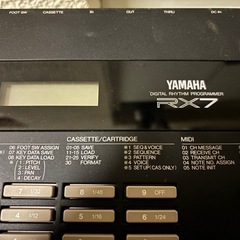 FOOT SW CASSETTE IN OUT THRU DC-IN
YAMAHA
DIGITAL RHYTHM PROGRAMMER
RX7
CASSETTE/CARTRIDGE MIDI
06 FOOT SW ASSIGN 01-05 SAVE *1 SEQ & VOICE 01 CH MESSAGE
07 KEY DATA SAVE 11-15 LOAD *2 SEQUENCE 02 RECEIVE CH
08 KEY DATA LOAD 21-25 VERIFY *3 PATTERN 03 TRANSMIT CH
*1 PITCH 30 FORMAT *4 VOICE 04 NOTE ASSIGN
*2 LEVEL *5 SET UP (CAS ONLY) 05 NOTE INIT
*3 PAN
*4 DECAY
7 1/32 8 1/48 9 OFF
1/12 1/16 1/24